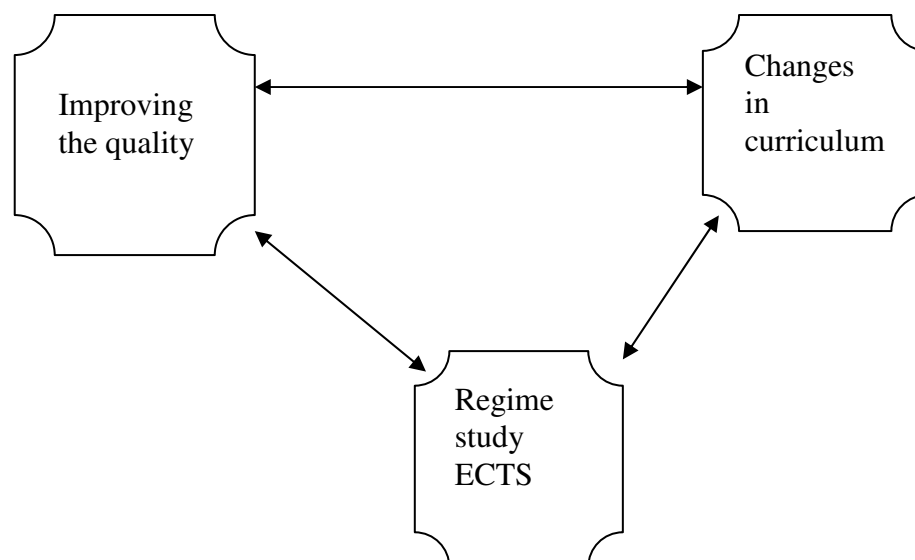 Improving
the quality
Changes
in
curriculum
Regime
study
ECTS